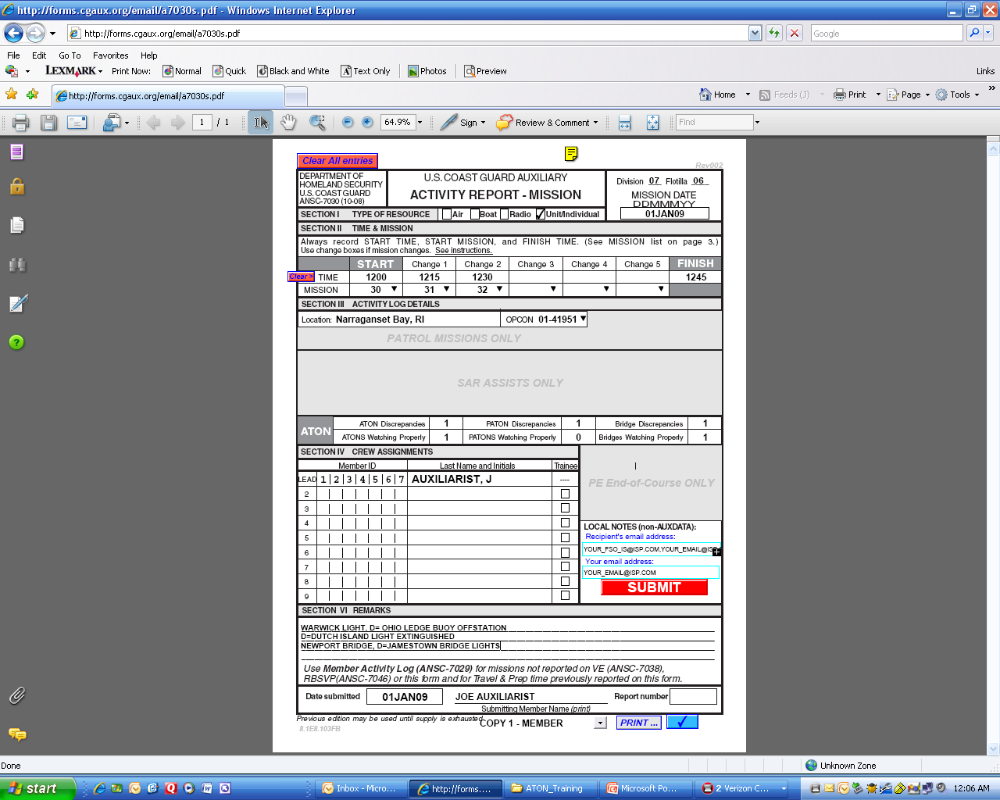 http://forms.cgaux.org/email/a7030s.pdf - Windows Internet Explorer
http://forms.cgaux.org/email/a7030s.pdf
Google
File Edit Go To Favorites Help
LEXMARK Print Now: Normal Quick Black and White Text Only Photos Preview Links
http://forms.cgaux.org/email/a7030s.pdf
Home Feeds (J) Print Page Tools »
1 / 1 64.9% Sign Review & Comment Find
Clear All entries
Rev002
DEPARTMENT OF
HOMELAND SECURITY
U.S. COAST GUARD
ANSC-7030 (10-08)
U.S. COAST GUARD AUXILIARY
ACTIVITY REPORT - MISSION
Division 07 Flotilla 06
MISSION DATE
DDMMMYY
01JAN09
SECTION I TYPE OF RESOURCE Air Boat Radio Unit/Individual
SECTION II TIME & MISSION
Always record START TIME, START MISSION, and FINISH TIME. (See MISSION list on page 3.)
Use change boxes if mission changes. See instructions.
START Change 1 Change 2 Change 3 Change 4 Change 5 FINISH
Clear > TIME 1200 1215 1230 1245
MISSION 30 31 32
SECTION III ACTIVITY LOG DETAILS
Location: Narraganset Bay, RI OPCON 01-41951
PATROL MISSIONS ONLY
SAR ASSISTS ONLY
ATON
ATON Discrepancies 1 PATON Discrepancies 1 Bridge Discrepancies 1
ATONS Watching Properly 1 PATONS Watching Properly 0 Bridges Watching Properly 1
SECTION IV CREW ASSIGNMENTS
Member ID Last Name and Initials Trainee
LEAD 1 2 3 4 5 6 7 AUXILIARIST, J ----
2
3
4
5
6
7
8
9
PE End-of-Course ONLY
LOCAL NOTES (non-AUXDATA):
Recipient's email address:
YOUR_FSO_IS@ISP.COM,YOUR_EMAIL@ISP
Your email address:
YOUR_EMAIL@ISP.COM
SUBMIT
SECTION VI REMARKS
WARWICK LIGHT, D= OHIO LEDGE BUOY OFFSTATION
D=DUTCH ISLAND LIGHT EXTINGUISHED
NEWPORT BRIDGE, D=JAMESTOWN BRIDGE LIGHTS
Use Member Activity Log (ANSC-7029) for missions not reported on VE (ANSC-7038),
RBSVP(ANSC-7046) or this form and for Travel & Prep time previously reported on this form.
Date submitted 01JAN09 JOE AUXILIARIST Report number
Submitting Member Name (print)
Previous edition may be used until supply is exhausted
COPY 1 - MEMBER PRINT ...
8.1E8.103FB
Done Unknown Zone
start Inbox - Micro... http://forms.... ATON_Training Microsoft Po... 2 Verizon C... 12:06 AM